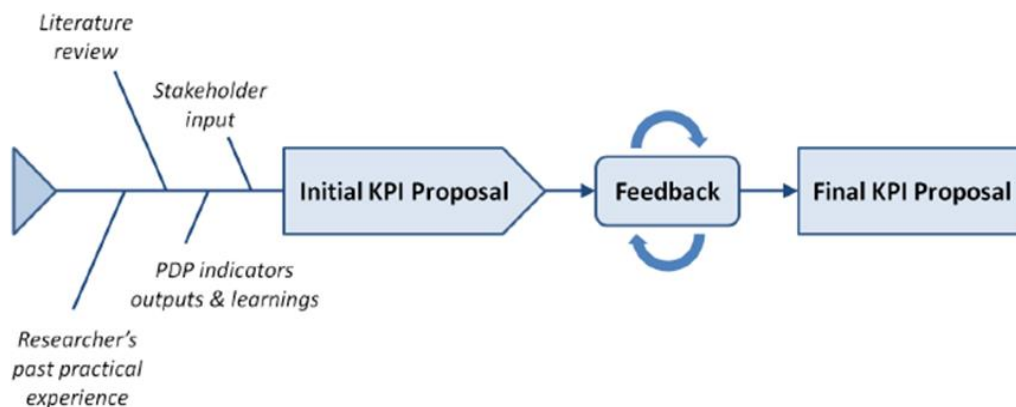 Literature
review
Stakeholder
input
Initial KPI Proposal
Feedback
Final KPI Proposal
PDP indicators
outputs & learnings
Researcher's
past practical
experience